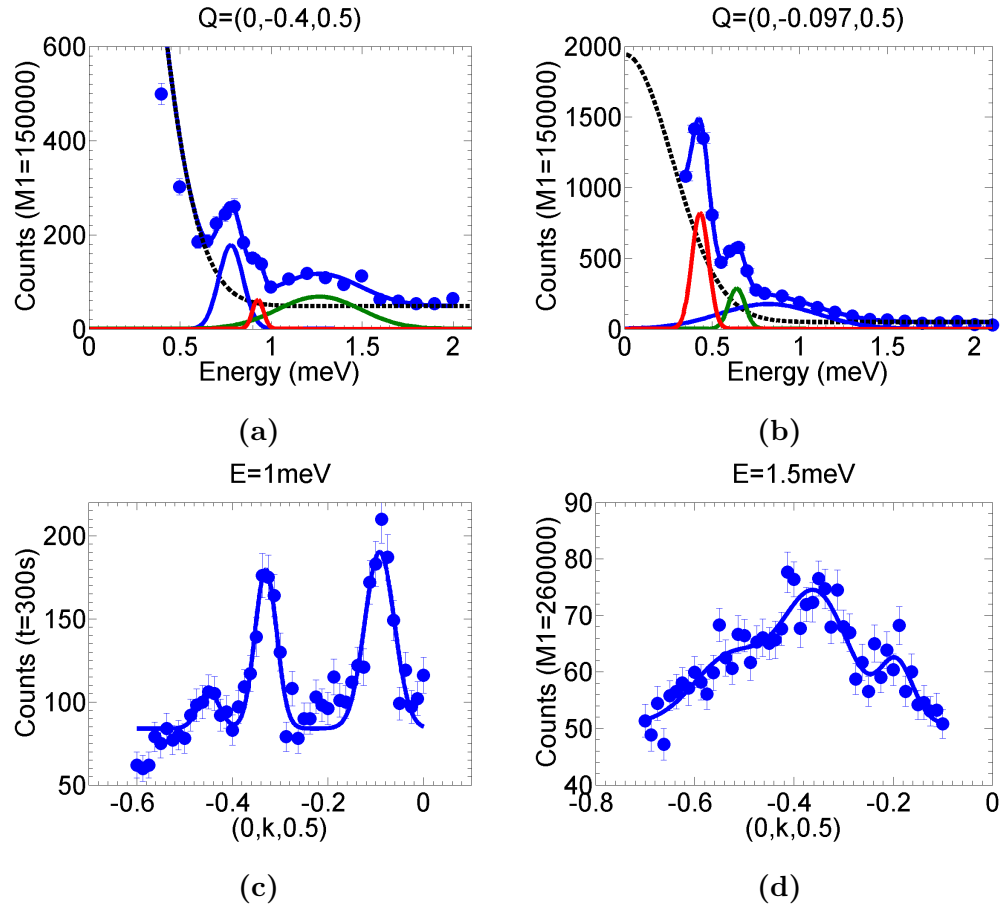 Q=(0,-0.4,0.5)
Counts (M1=150000)
600
400
200
0
0 0.5 1 1.5 2
Energy (meV)
(a)
Q=(0,-0.097,0.5)
Counts (M1=150000)
2000
1500
1000
500
0
0 0.5 1 1.5 2
Energy (meV)
(b)
E=1meV
Counts (t=300s)
200
150
100
50
-0.6 -0.4 -0.2 0
(0,k,0.5)
(c)
E=1.5meV
Counts (M1=260000)
90
80
70
60
50
40
-0.8 -0.6 -0.4 -0.2 0
(0,k,0.5)
(d)